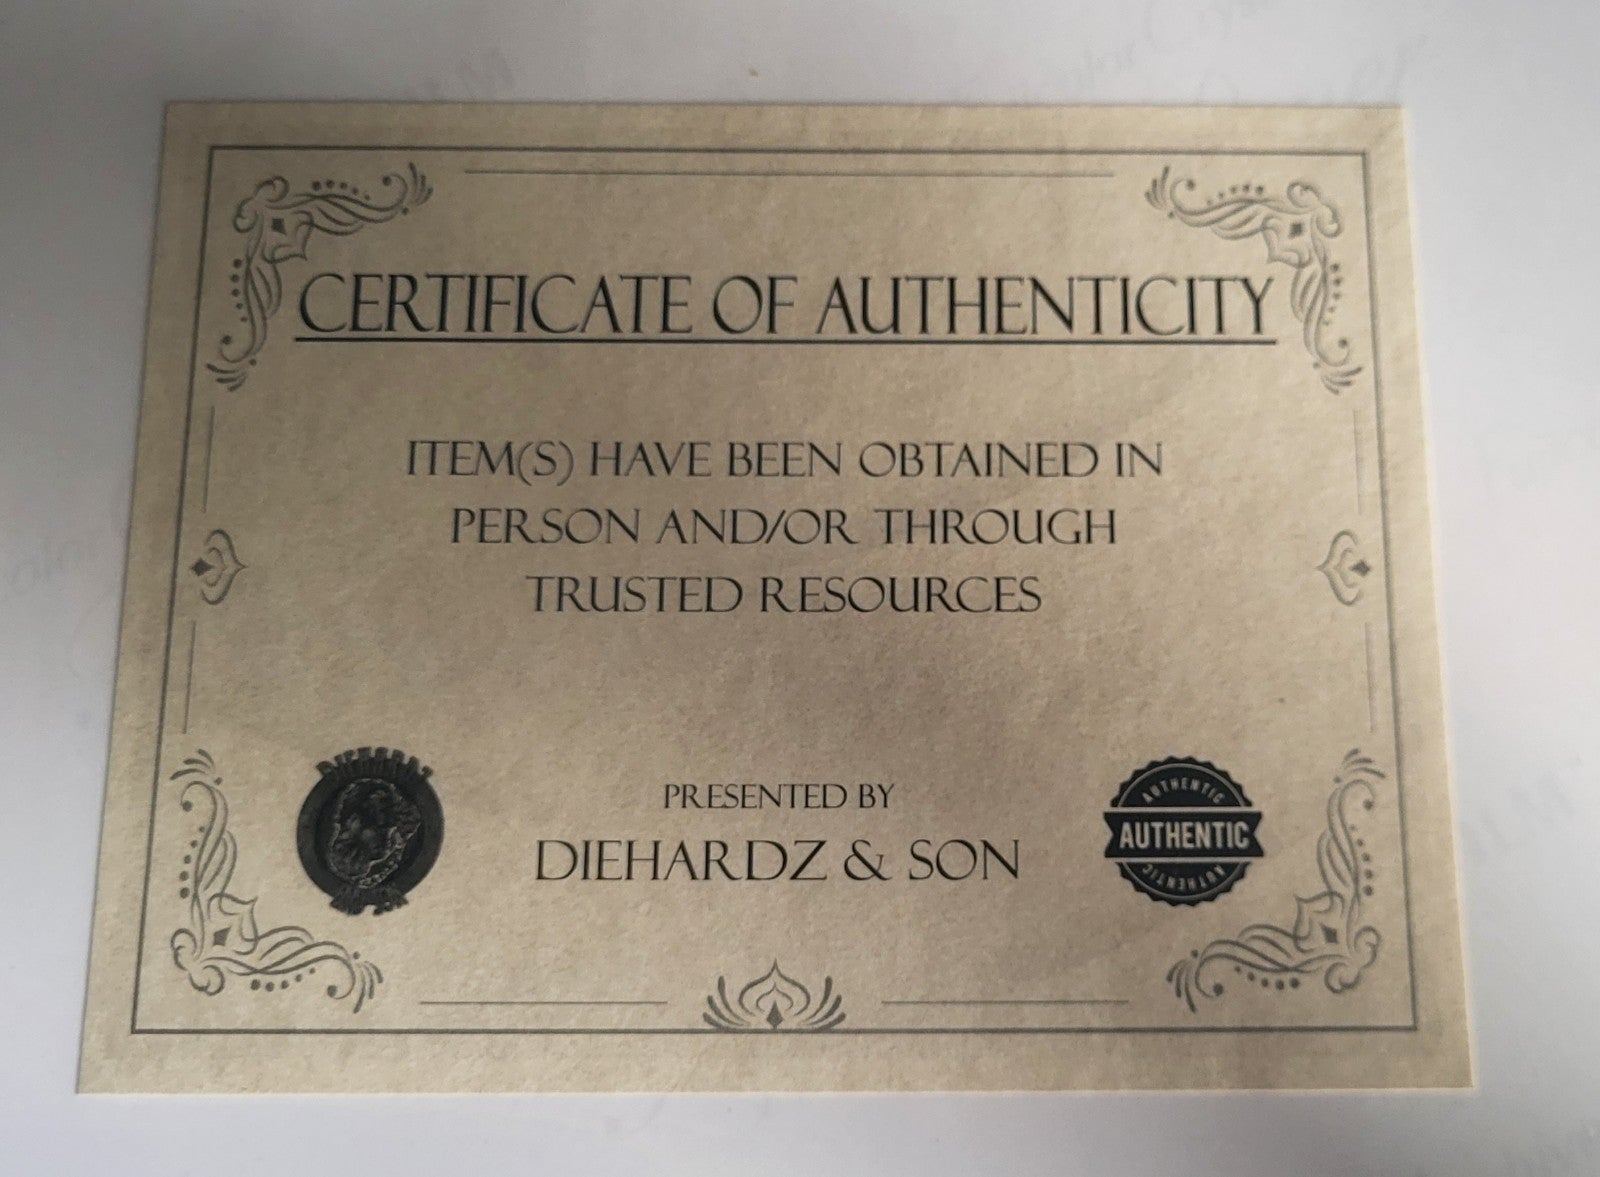 CERTIFICATE OF AUTHENTICITY
ITEM(S) HAVE BEEN OBTAINED IN
PERSON AND/OR THROUGH
TRUSTED RESOURCES
PRESENTED BY
DIEHARDZ & SON
AUTHENTIC
AUTHENTIC
AUTHENTIC